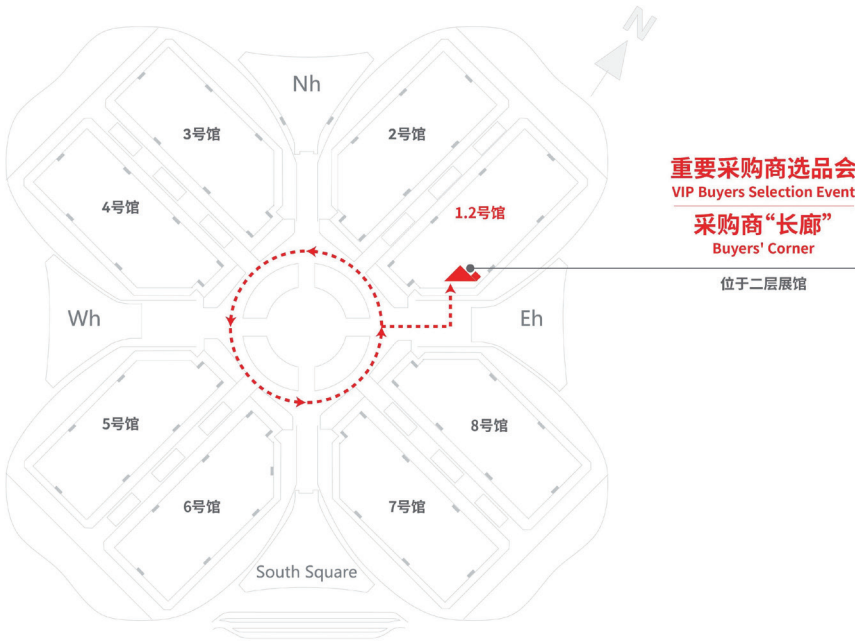 N
Nh
3号馆
2号馆
4号馆
1.2号馆
重要采购商选品会
VIP Buyers Selection Event
采购商“长廊”
Buyers' Corner
位于二层展馆
Wh
Eh
5号馆
8号馆
6号馆
7号馆
South Square